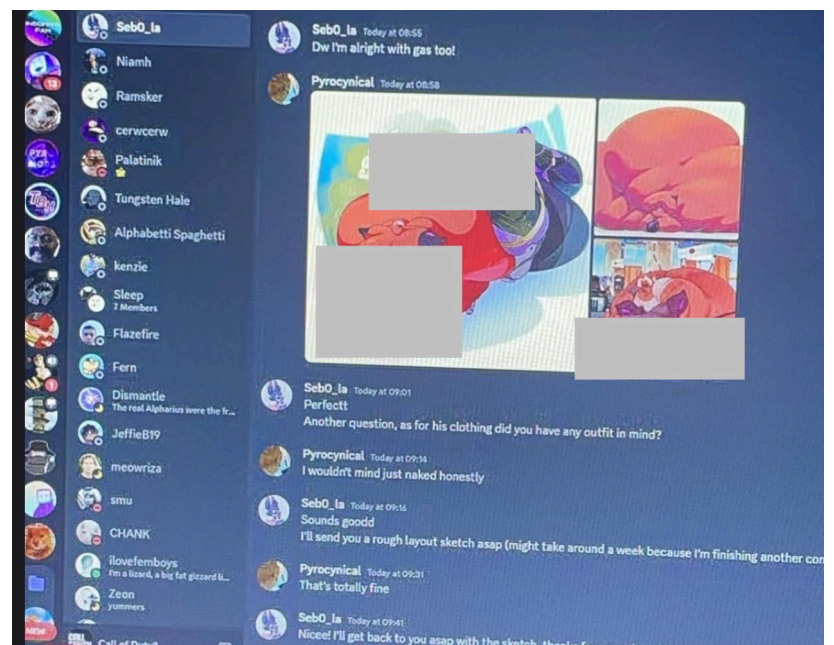 Seb0_la
Niamh
Ramsker
cerwcerw
Palatinik
Tungsten Hale
Alphabetti Spaghetti
kenzie
Sleep
7 Members
Flazefire
Fern
Dismantle
The real Alpharius were the fr...
JeffieB19
meowriza
smu
CHANK
ilovefemboys
I'm a lizard, a big fat gizzard li...
Zeon
yummers
NEW
13
1
Seb0_la Today at 08:55
Dw I'm alright with gas too!
Pyrocynical Today at 08:58
Seb0_la Today at 09:01
Perfectt
Another question, as for his clothing did you have any outfit in mind?
Pyrocynical Today at 09:14
I wouldn't mind just naked honestly
Seb0_la Today at 09:16
Sounds goodd
I'll send you a rough layout sketch asap (might take around a week because I'm finishing another com
Pyrocynical Today at 09:31
That's totally fine
Seb0_la Today at 09:41
Nicee! I'll get back to you asap with the sketch,